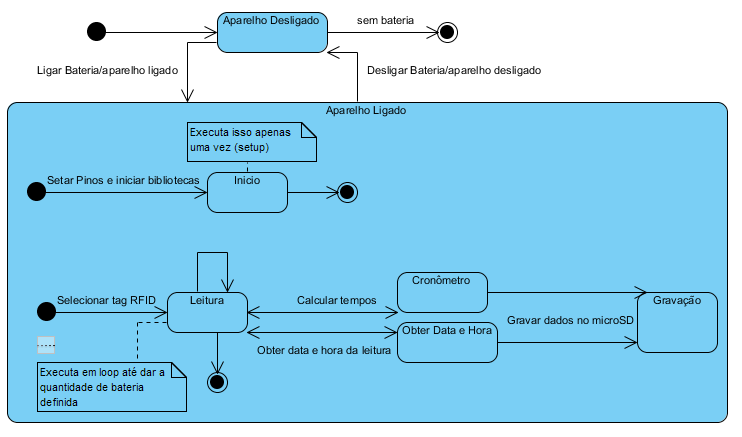 Aparelho Desligado
sem bateria
Ligar Bateria/aparelho ligado
Desligar Bateria/aparelho desligado
Aparelho Ligado
Executa isso apenas
uma vez (setup)
Setar Pinos e iniciar bibliotecas
Inicio
Selecionar tag RFID
Leitura
Calcular tempos
Cronômetro
Gravação
Obter Data e Hora
Gravar dados no microSD
Obter data e hora da leitura
Executa em loop até dar a
quantidade de bateria
definida